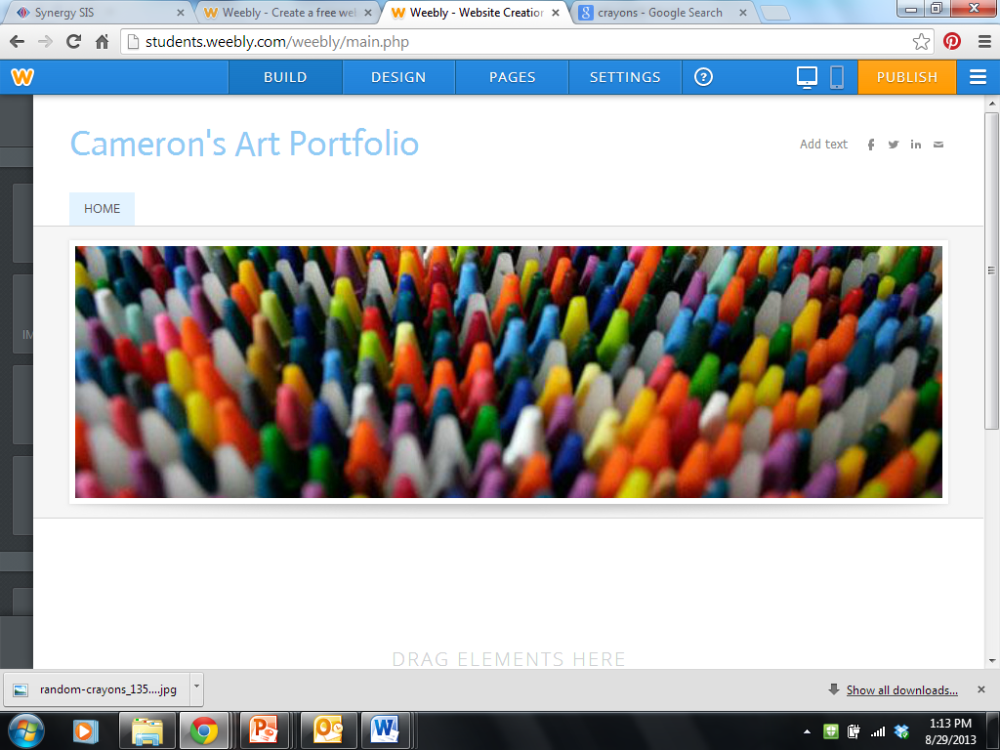 Synergy SIS
Weebly - Create a free wel
Weebly - Website Creation
crayons - Google Search
students.weebly.com/weebly/main.php
W BUILD DESIGN PAGES SETTINGS ? PUBLISH
Cameron's Art Portfolio
Add text
HOME
IM
DRAG ELEMENTS HERE
random-crayons_135....jpg
Show all downloads...
1:13 PM
8/29/2013